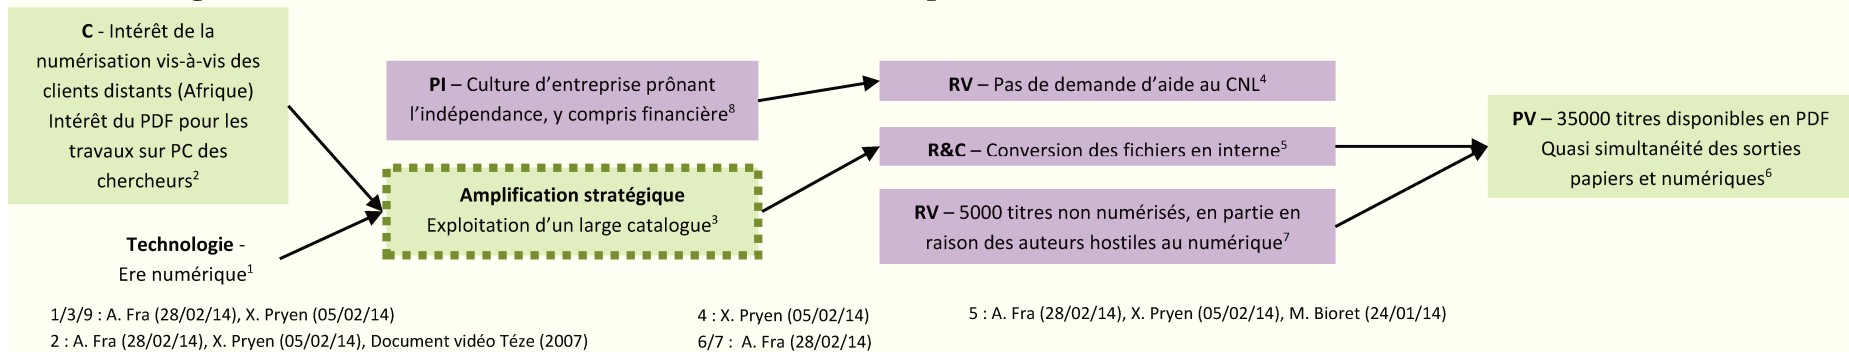 C - Intérêt de la
numérisation vis-à-vis des
clients distants (Afrique)
Intérêt du PDF pour les
travaux sur PC des
chercheurs2
Technologie -
Ere numérique1
PI – Culture d'entreprise prônant
l'indépendance, y compris financière8
Amplification stratégique
Exploitation d'un large catalogue3
RV – Pas de demande d'aide au CNL4
R&C – Conversion des fichiers en interne5
RV – 5000 titres non numérisés, en partie en
raison des auteurs hostiles au numérique7
PV – 35000 titres disponibles en PDF
Quasi simultanéité des sorties
papiers et numériques6
1/3/9 : A. Fra (28/02/14), X. Pryen (05/02/14)
2 : A. Fra (28/02/14), X. Pryen (05/02/14), Document vidéo Téze (2007)
4 : X. Pryen (05/02/14)
6/7 :  A. Fra (28/02/14)
5 : A. Fra (28/02/14), X. Pryen (05/02/14), M. Bioret (24/01/14)